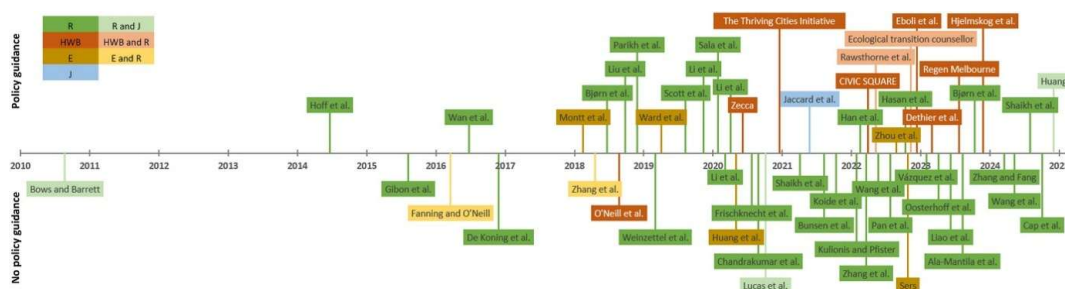 R
R and J
HWB
HWB and R
E
E and R
J
Policy guidance
The Thriving Cities Initiative
Eboli et al.
Hjelmskog et al.
Parikh et al.
Sala et al.
Ecological transition counsellor
Rawsthorne et al.
Liu et al.
Li et al.
CIVIC SQUARE
Regen Melbourne
Huang
Bjørn et al.
Scott et al.
Li et al.
Jaccard et al.
Hasan et al.
Bjørn et al.
Shaikh et al.
Hoff et al.
Wan et al.
Montt et al.
Ward et al.
Zecca
Han et al.
Dethier et al.
Zhou et al.
2010
2011
2012
2013
2014
2015
2016
2017
2018
2019
2020
2021
2022
2023
2024
2025
No policy guidance
Bows and Barrett
Gibon et al.
Zhang et al.
Li et al.
Shaikh et al.
Wang et al.
Vázquez et al.
Zhang and Fang
Fanning and O'Neill
O'Neill et al.
Frischknecht et al.
Koide et al.
Oosterhoff et al.
Wang et al.
De Koning et al.
Weinzettel et al.
Huang et al.
Bunsen et al.
Pan et al.
Liao et al.
Cap et al.
Chandrakumar et al.
Kulionis and Pfister
Ala-Mantila et al.
Zhang et al.
Lucas et al.
Sers